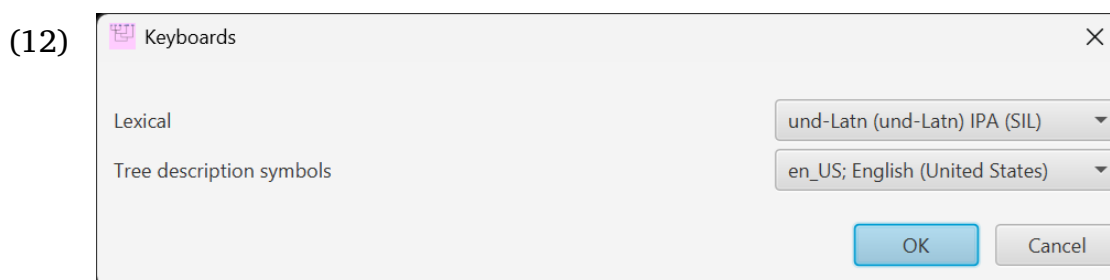 (12) Keyboards
Lexical und-Latn (und-Latn) IPA (SIL)
Tree description symbols en_US; English (United States)
OK Cancel